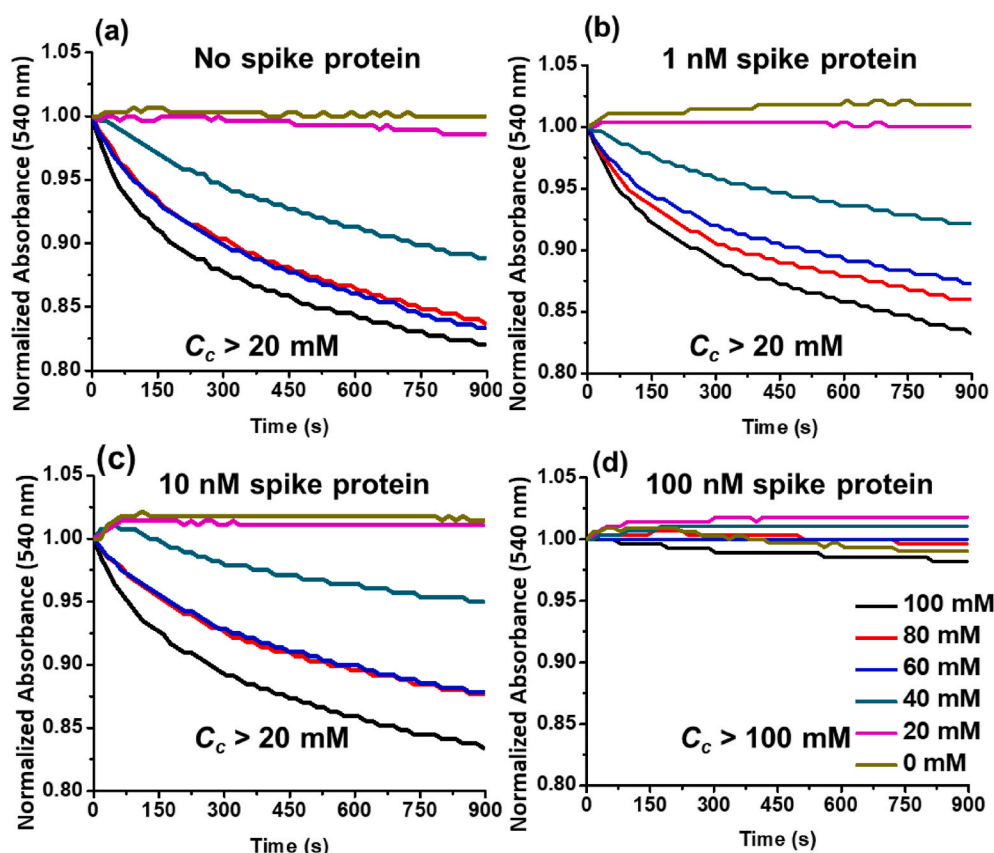 (a)
No spike protein
Normalized Absorbance (540 nm)
1.05
1.00
0.95
0.90
0.85
0.80
C_c > 20 mM
0 150 300 450 600 750 900
Time (s)
(b)
1 nM spike protein
Normalized Absorbance (540 nm)
1.05
1.00
0.95
0.90
0.85
0.80
C_c > 20 mM
0 150 300 450 600 750 900
Time (s)
(c)
10 nM spike protein
Normalized Absorbance (540 nm)
1.05
1.00
0.95
0.90
0.85
0.80
C_c > 20 mM
0 150 300 450 600 750 900
Time (s)
(d)
100 nM spike protein
Normalized Absorbance (540 nm)
1.05
1.00
0.95
0.90
0.85
0.80
100 mM
80 mM
60 mM
40 mM
20 mM
0 mM
C_c > 100 mM
0 150 300 450 600 750 900
Time (s)